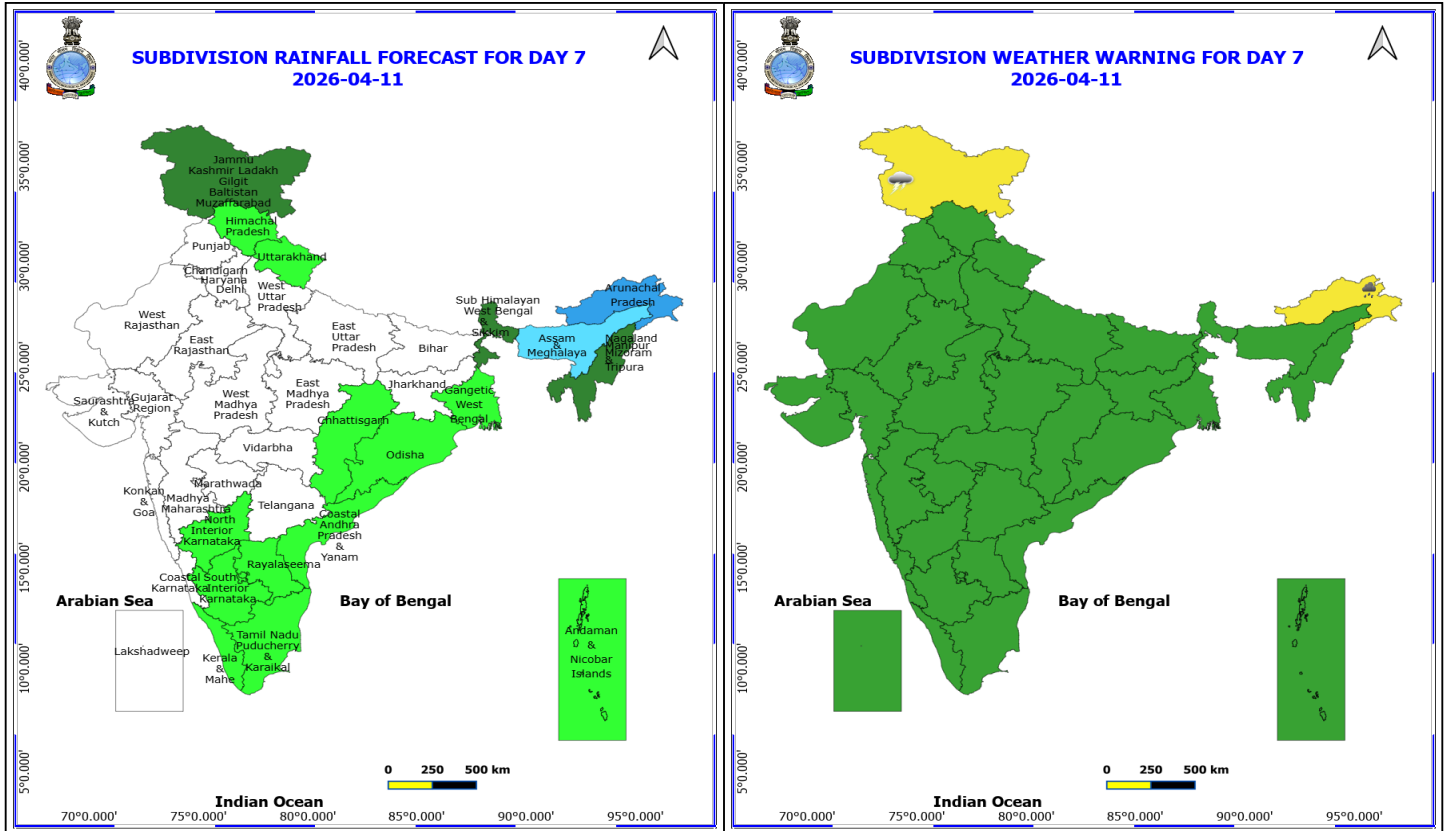 SUBDIVISION RAINFALL FORECAST FOR DAY 7
2026-04-11
40°0.000'
35°0.000'
30°0.000'
25°0.000'
20°0.000'
15°0.000'
10°0.000'
5°0.000'
Jammu
Kashmir Ladakh
Gilgit
Baltistan
Muzaffarabad
Himachal
Pradesh
Punjab
Uttarakhand
Chandigarh
Haryana
Delhi
West
Uttar
Pradesh
West
Rajasthan
East
Rajasthan
East
Uttar
Pradesh
Bihar
Sub Himalayan
West Bengal
&
Sikkim
Arunachal
Pradesh
Assam
&
Meghalaya
Nagaland
Manipur
Mizoram
&
Tripura
Saurashtra
&
Kutch
Gujarat
Region
West
Madhya
Pradesh
East
Madhya
Pradesh
Jharkhand
Gangetic
West
Bengal
Chhattisgarh
Odisha
Vidarbha
Konkan
&
Goa
Madhya
Maharashtra
Marathwada
Telangana
North
Interior
Karnataka
Coastal
Andhra
Pradesh
&
Yanam
Rayalaseema
Coastal
Karnataka
South
Interior
Karnataka
Tamil Nadu
Puducherry
&
Karaikal
Kerala
&
Mahe
Arabian Sea
Bay of Bengal
Lakshadweep
Andaman
&
Nicobar
Islands
0 250 500 km
Indian Ocean
70°0.000' 75°0.000' 80°0.000' 85°0.000' 90°0.000' 95°0.000'
SUBDIVISION WEATHER WARNING FOR DAY 7
2026-04-11
40°0.000'
35°0.000'
30°0.000'
25°0.000'
20°0.000'
15°0.000'
10°0.000'
5°0.000'
Arabian Sea
Bay of Bengal
0 250 500 km
Indian Ocean
70°0.000' 75°0.000' 80°0.000' 85°0.000' 90°0.000' 95°0.000'